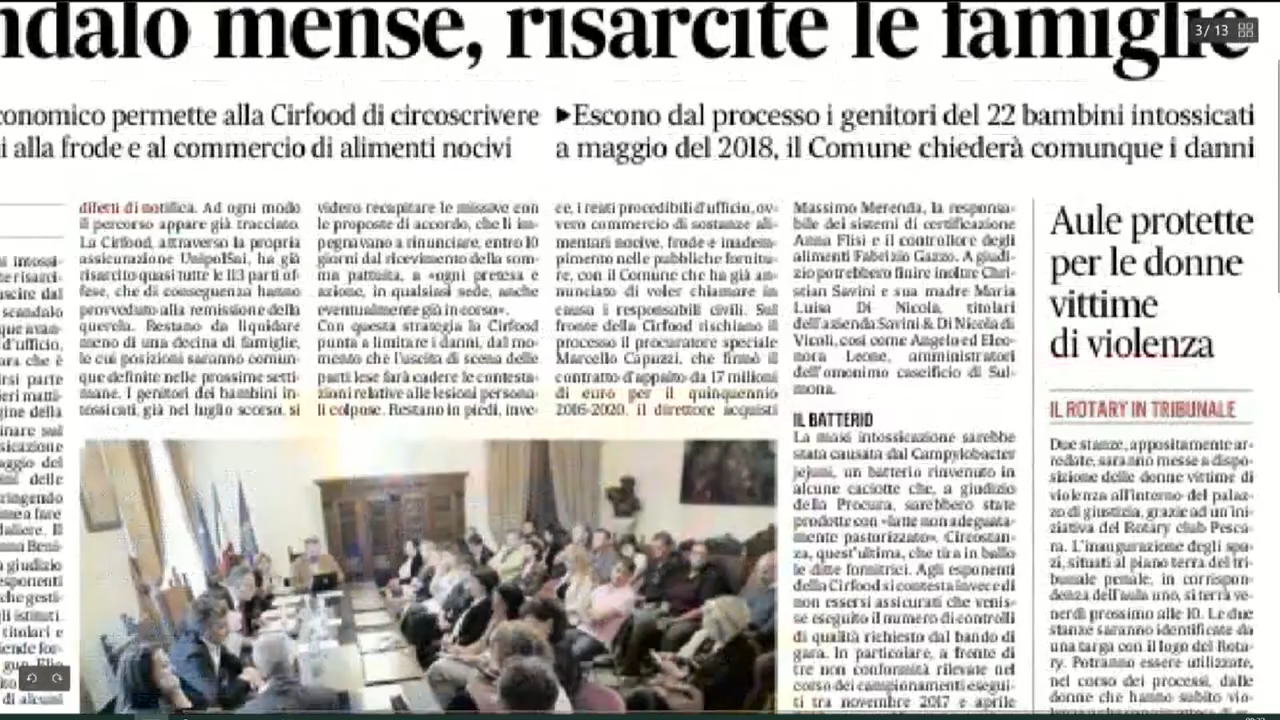 ndalo mense, risarcite le famiglie
3/13
conomico permette alla Cirfood di circoscrivere
i alla frode e al commercio di alimenti nocivi
▶Escono dal processo i genitori del 22 bambini intossicati
a maggio del 2018, il Comune chiederà comunque i danni
difetti di notifica. Ad ogni modo
il percorso appare già tracciato.
La Cirfood, attraverso la propria
assicurazione UnipolSai, ha già
risarcito quasi tutte le 113 parti of-
fese, che di conseguenza hanno
provveduto alla remissione della
querela. Restano da liquidare
meno di una decina di famiglie,
le cui posizioni saranno comun-
que definite nelle prossime setti-
mane. I genitori dei bambini in-
tossicati, già nel luglio scorso, si
videro recapitare le missive con
le proposte di accordo, che li im-
pegnavano a rinunciare, entro 10
giorni dal ricevimento della som-
ma pattuita, a «ogni pretesa e
azione, in qualsiasi sede, anche
eventualmente già in corso».
Con questa strategia la Cirfood
punta a limitare i danni, dal mo-
mento che l'uscita di scena delle
parti lese farà cadere le contesta-
zioni relative alle lesioni persona-
li colpose. Restano in piedi, inve-
ce, i reati procedibili d'ufficio, ov-
vero commercio di sostanze ali-
mentari nocive, frode e inadem-
pimento nelle pubbliche fornitu-
re, con il Comune che ha già an-
nunciato di voler chiamare in
causa i responsabili civili. Sul
fronte della Cirfood rischiano il
processo il procuratore speciale
Marcello Capuzzi, che firmò il
contratto d'appalto da 17 milioni
di euro per il quinquennio
2016-2020, il direttore acquisti
Massimo Merenda, la responsa-
bile dei sistemi di certificazione
Anna Flisi e il controllore degli
alimenti Fabrizio Gazzo. A giudi-
zio potrebbero finire inoltre Chri-
stian Savini e sua madre Maria
Luisa Di Nicola, titolari
dell'azienda Savini & Di Nicola di
Vicoli, così come Angelo ed Eleo-
nora Leone, amministratori
dell'omonimo caseificio di Sul-
mona.
IL BATTERIO
La maxi intossicazione sarebbe
stata causata dal Campylobacter
jejuni, un batterio rinvenuto in
alcune caciotte che, a giudizio
della Procura, sarebbero state
prodotte con «latte non adeguata-
mente pastorizzato». Circostan-
za, quest'ultima, che tira in ballo
le ditte fornitrici. Agli esponenti
della Cirfood si contesta invece di
non essersi assicurati che venis-
se eseguito il numero di controlli
di qualità richiesto dal bando di
gara. In particolare, a fronte di
tre non conformità rilevate nel
corso dei campionamenti esegui-
ti tra novembre 2017 e aprile
Aule protette
per le donne
vittime
di violenza
IL ROTARY IN TRIBUNALE
Due stanze, appositamente ar-
redate, saranno messe a dispo-
sizione delle donne vittime di
violenza all'interno del palaz-
zo di giustizia, grazie ad un'ini-
ziativa del Rotary club Pesca-
ra. L'inaugurazione degli spa-
zi, situati al piano terra del tri-
bunale penale, in corrispon-
denza dell'aula uno, si terrà ve-
nerdì prossimo alle 10. Le due
stanze saranno identificate da
una targa con il logo del Rota-
ry. Potranno essere utilizzate,
nel corso dei processi, dalle
donne che hanno subito vio-